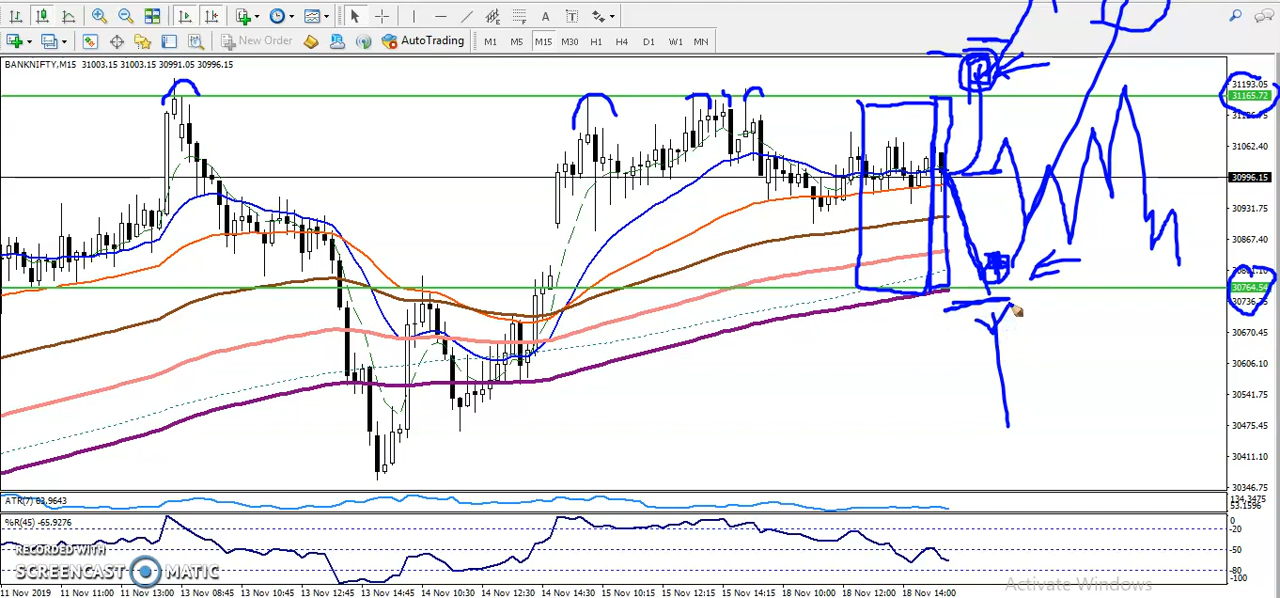 New Order
AutoTrading
M1 M5 M15 M30 H1 H4 D1 W1 MN
BANKNIFTY,M15 31003.15 31003.15 30991.05 30996.15
31193.05
31165.72
31062.40
30996.15
30931.75
30867.40
30764.54
30670.45
30606.10
30541.75
30475.45
30411.10
30346.75
ATR(7) 63.9643
134.3475
53.1596
%R(45) -65.9276
0
-20
-50
-80
-100
RECORDED WITH
SCREENCAST MATIC
Activate Windows
11 Nov 2019 11 Nov 11:00 11 Nov 13:00 13 Nov 08:45 13 Nov 10:45 13 Nov 12:45 13 Nov 14:45 14 Nov 10:30 14 Nov 12:30 14 Nov 14:30 15 Nov 10:15 15 Nov 12:15 15 Nov 14:15 18 Nov 10:00 18 Nov 12:00 18 Nov 14:00